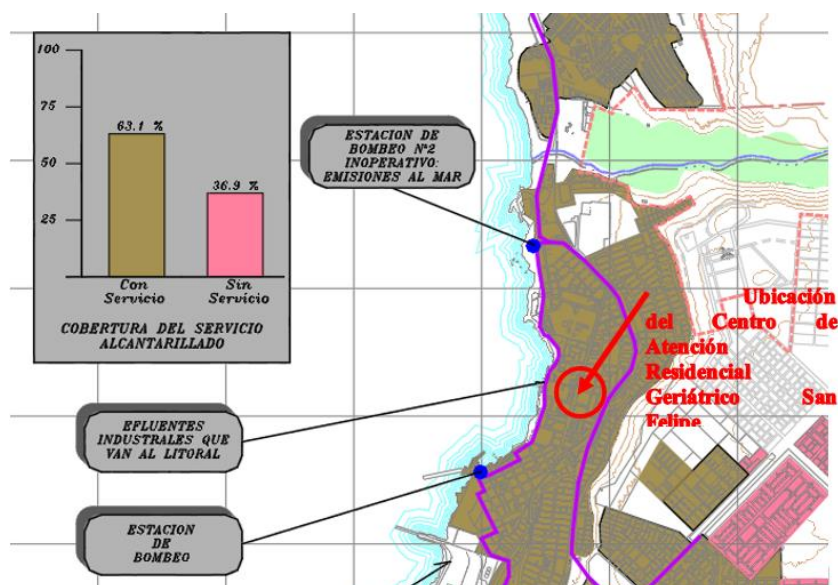 100
75
50
25
63.1 %
36.9 %
Con
Servicio
Sin
Servicio
COBERTURA DEL SERVICIO
ALCANTARILLADO
ESTACION DE
BOMBEO Nº2
INOPERATIVO:
EMISIONES AL MAR
EFLUENTES
INDUSTRIALES QUE
VAN AL LITORAL
ESTACION
DE
BOMBEO
Ubicación
del Centro de
Atención
Residencial
Geriátrico San
Felipe